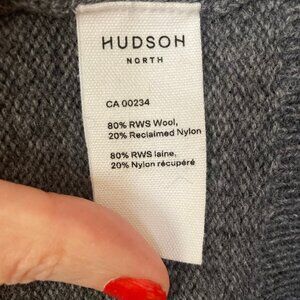 HUDSON
NORTH
CA 00234
80% RWS Wool,
20% Reclaimed Nylon
80% RWS laine,
20% Nylon récupéré